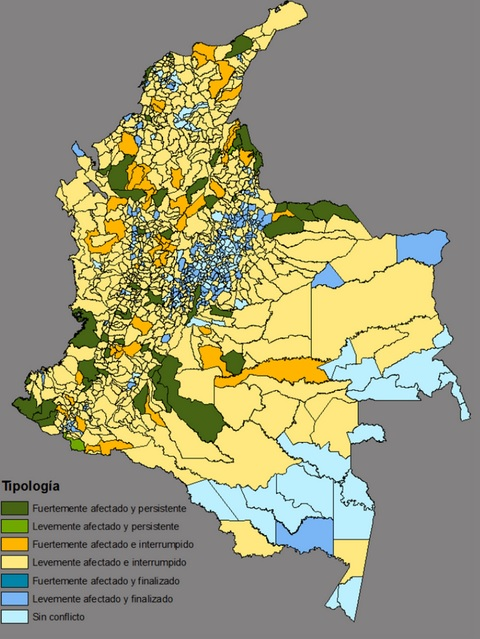 Tipología
Fuertemente afectado y persistente
Levemente afectado y persistente
Fuertemente afectado e interrumpido
Levemente afectado e interrumpido
Fuertemente afectado y finalizado
Levemente afectado y finalizado
Sin conflicto